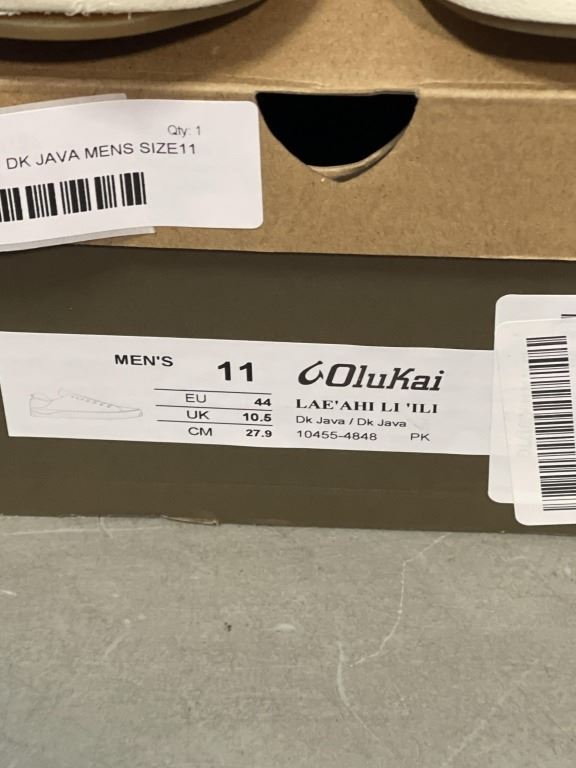 Qty: 1
DK JAVA MENS SIZE11
MEN'S 11
EU 44
UK 10.5
CM 27.9
OluKai
LAE'AHI LI 'ILI
Dk Java / Dk Java
10455-4848 PK